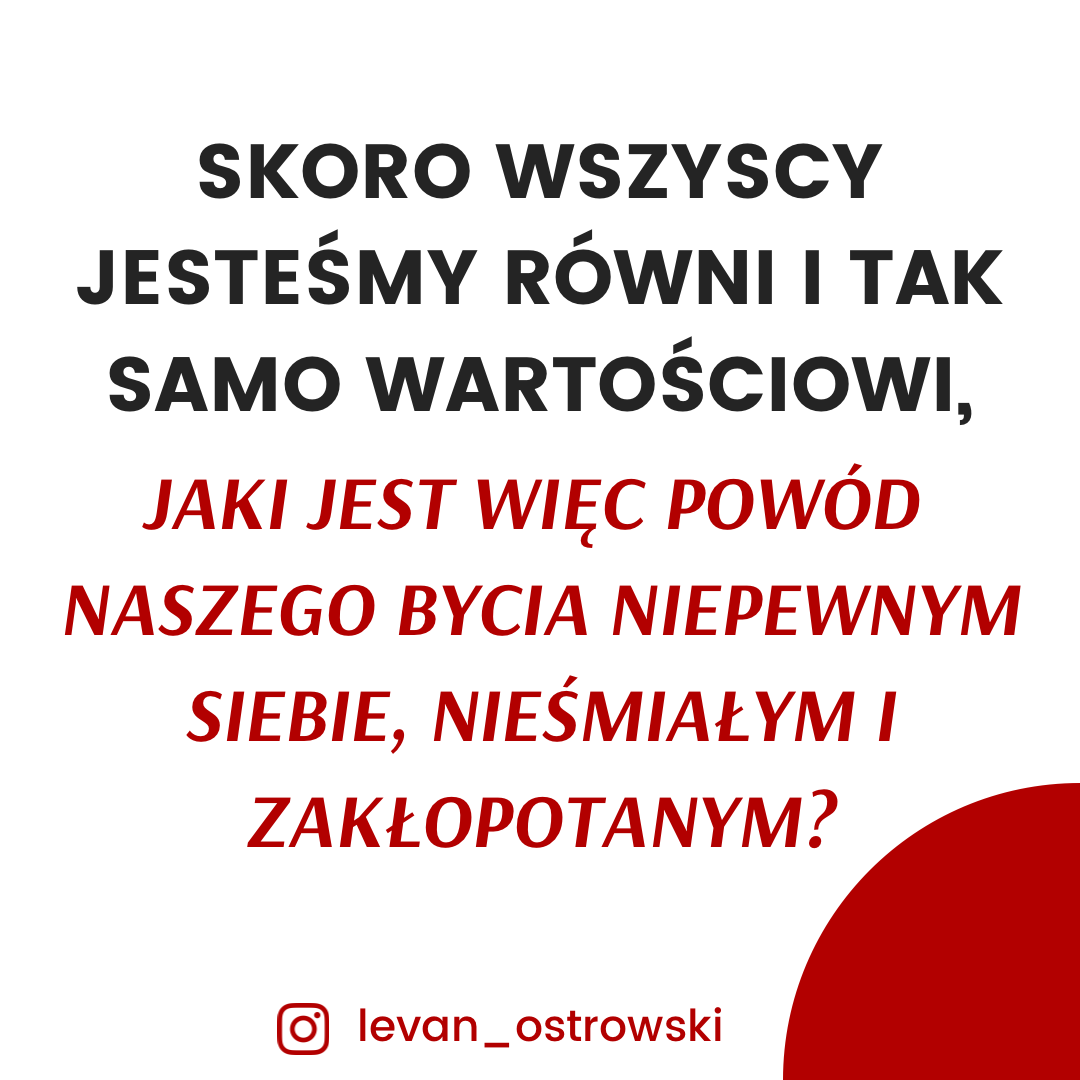 SKORO WSZYSCY
JESTEŚMY RÓWNI I TAK
SAMO WARTOŚCIOWI,
JAKI JEST WIĘC POWÓD
NASZEGO BYCIA NIEPEWNYM
SIEBIE, NIEŚMIAŁYM I
ZAKŁOPOTANYM?
levan_ostrowski